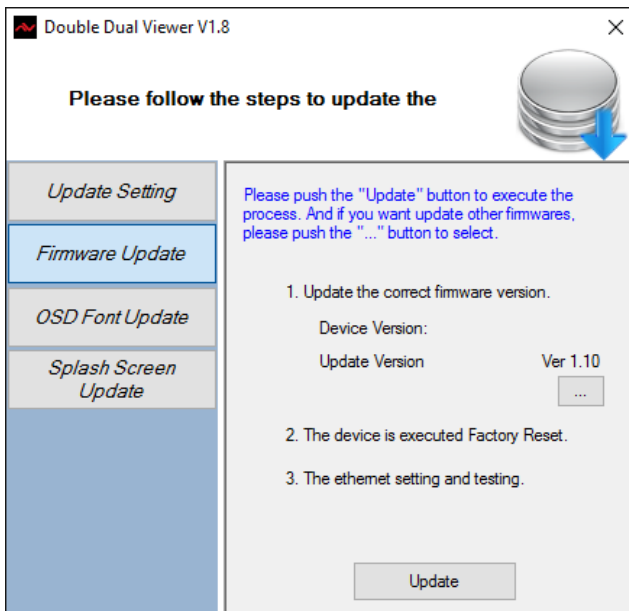 Double Dual Viewer V1.8
Please follow the steps to update the
Update Setting
Firmware Update
OSD Font Update
Splash Screen
Update
Please push the "Update" button to execute the
process. And if you want update other firmwares,
please push the "..." button to select.
1. Update the correct firmware version.
Device Version:
Update Version Ver 1.10
...
2. The device is executed Factory Reset.
3. The ethernet setting and testing.
Update